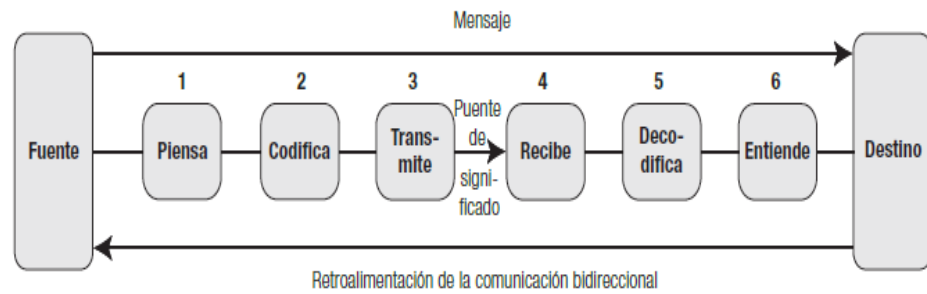 Mensaje
1 2 3 4 5 6
Fuente
Piensa
Codifica
Trans-
mite
Puente
de
signi-
ficado
Recibe
Deco-
difica
Entiende
Destino
Retroalimentación de la comunicación bidireccional